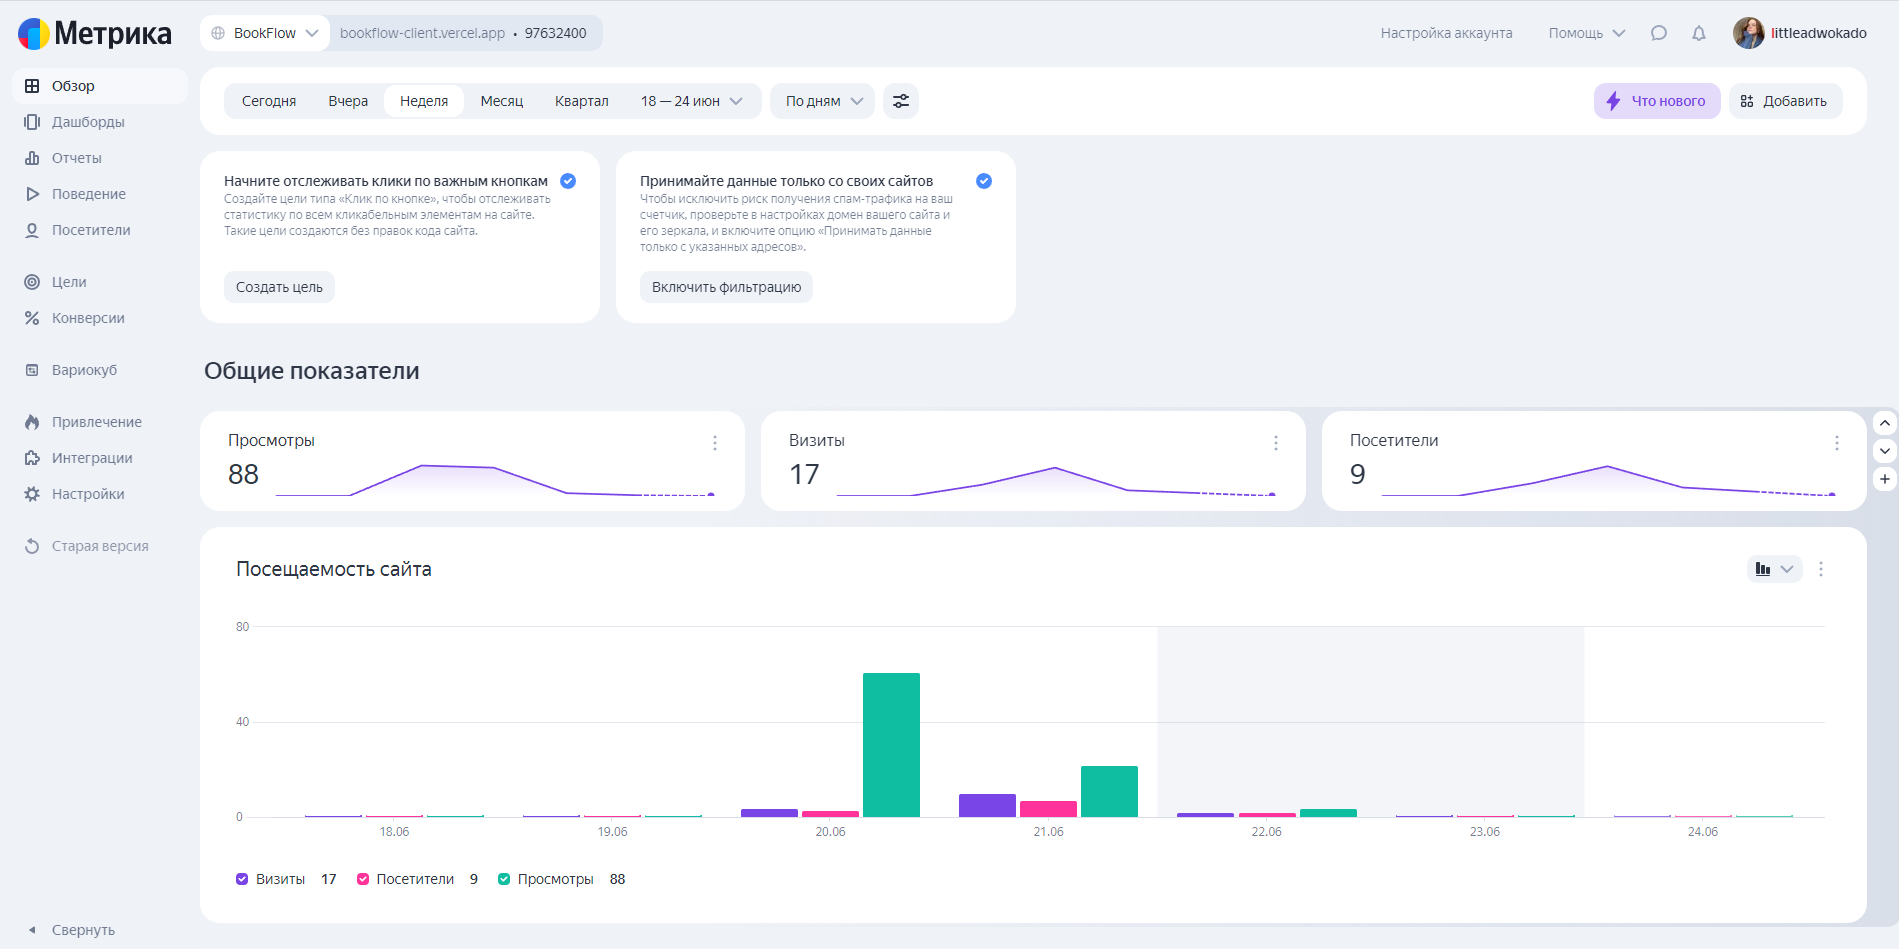 Метрика
BookFlow
bookflow-client.vercel.app • 97632400
Настройка аккаунта
Помощь
littleadwokado
Обзор
Дашборды
Отчеты
Поведение
Посетители
Цели
Конверсии
Вариокуб
Привлечение
Интеграции
Настройки
Старая версия
Свернуть
Сегодня
Вчера
Неделя
Месяц
Квартал
18 — 24 июн
По дням
Что нового
Добавить
Начните отслеживать клики по важным кнопкам
Создайте цели типа «Клик по кнопке», чтобы отслеживать
статистику по всем кликабельным элементам на сайте.
Такие цели создаются без правок кода сайта.
Создать цель
Принимайте данные только со своих сайтов
Чтобы исключить риск получения спам-трафика на ваш
счетчик, проверьте в настройках домен вашего сайта и
его зеркала, и включите опцию «Принимать данные
только с указанных адресов».
Включить фильтрацию
Общие показатели
Просмотры
88
Визиты
17
Посетители
9
Посещаемость сайта
80
40
0
18.06
19.06
20.06
21.06
22.06
23.06
24.06
Визиты 17
Посетители 9
Просмотры 88